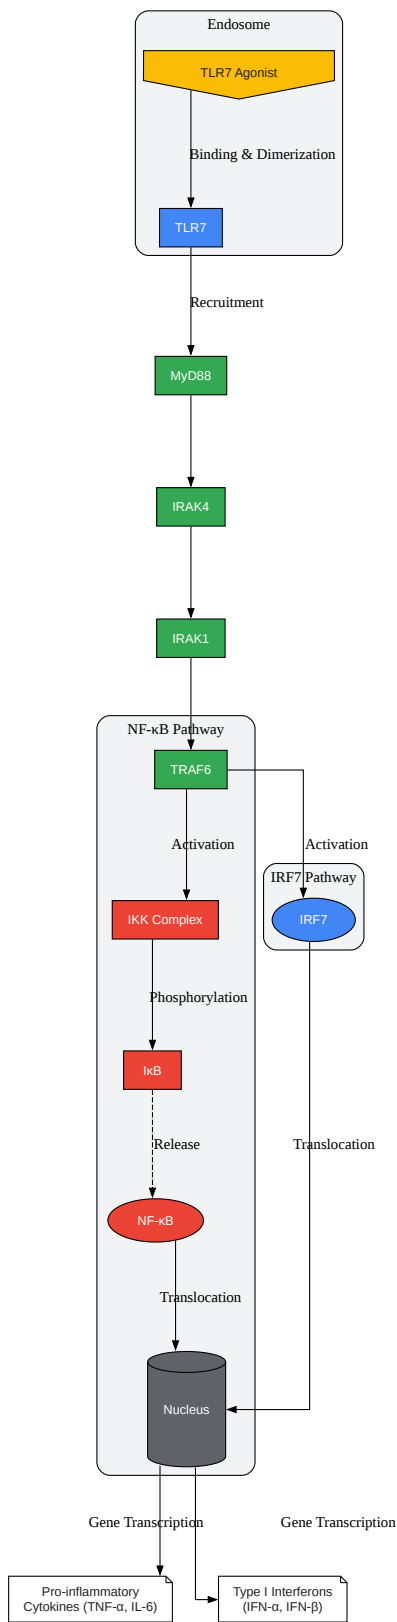 Endosome
TLR7 Agonist
Binding & Dimerization
TLR7
Recruitment
MyD88
IRAK4
IRAK1
NF-κB Pathway
TRAF6
Activation
Activation
IRF7 Pathway
IKK Complex
IRF7
Phosphorylation
IκB
Release
Translocation
NF-κB
Translocation
Nucleus
Gene Transcription
Gene Transcription
Pro-inflammatory
Cytokines (TNF-α, IL-6)
Type I Interferons
(IFN-α, IFN-β)